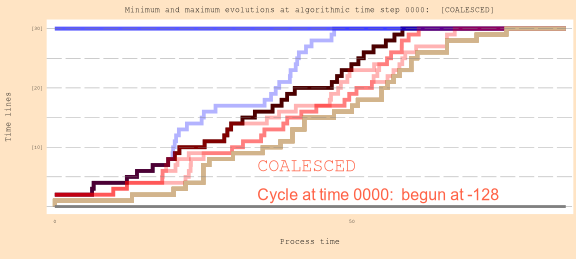 Minimum and maximum evolutions at algorithmic time step 0000: [COALESCED]
[30]
[20]
[10]
Time lines
COALESCED
Cycle at time 0000: begun at -128
0
50
Process time